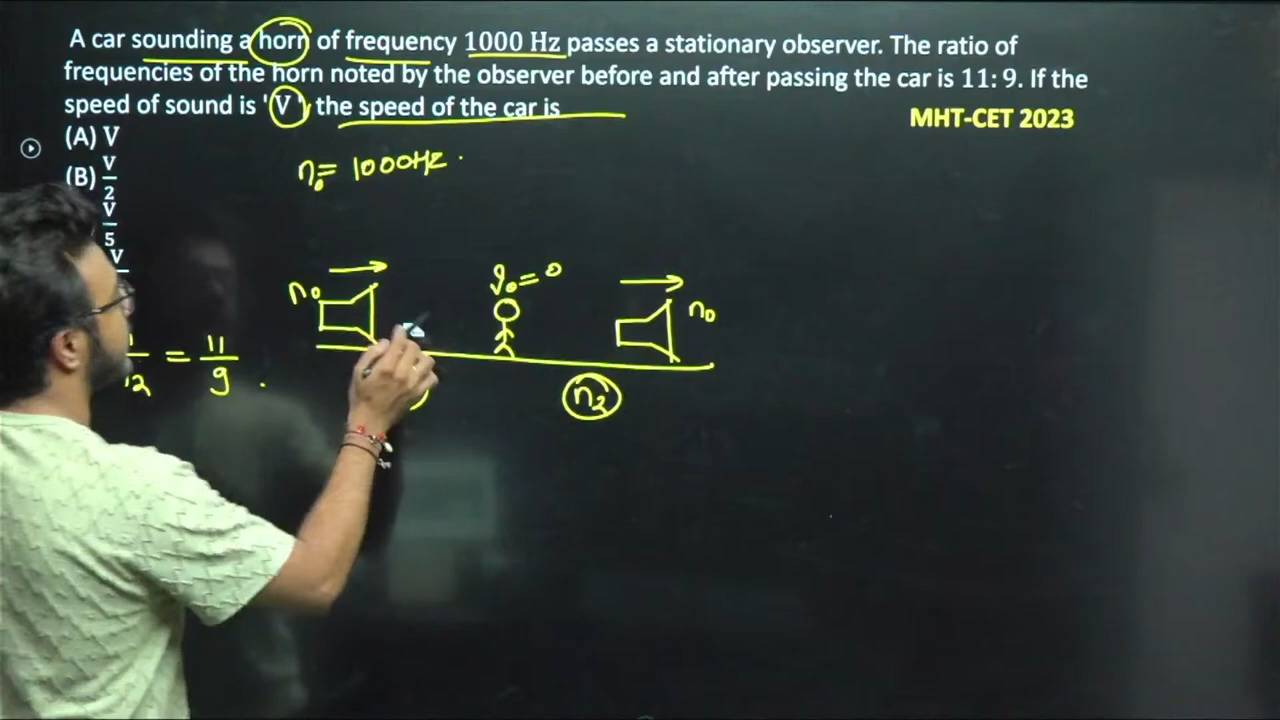 A car sounding a horn of frequency 1000 Hz passes a stationary observer. The ratio of
frequencies of the horn noted by the observer before and after passing the car is 11: 9. If the
speed of sound is 'V', the speed of the car is
MHT-CET 2023
(A) V
(B) V/2
V/5
V
n₀ = 1000Hz.
n₀
v₀ = 0
n₀
2 = 11/9.
n₂